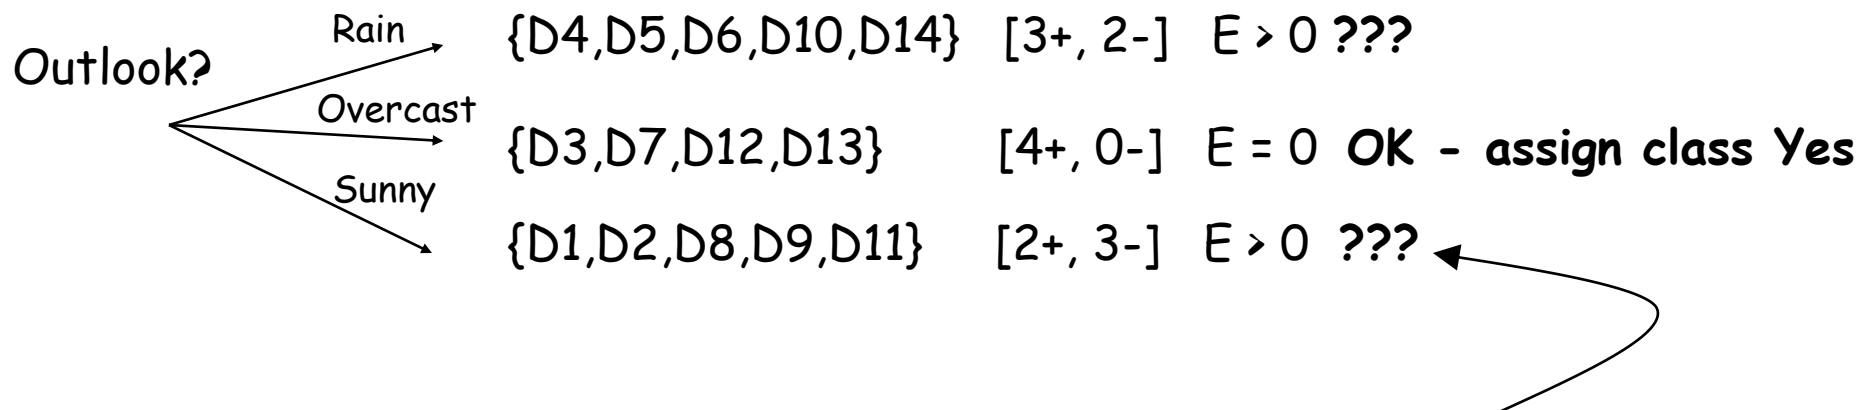 Outlook?
Rain
{D4,D5,D6,D10,D14} [3+, 2-] E > 0 ???
Overcast
{D3,D7,D12,D13} [4+, 0-] E = 0 OK - assign class Yes
Sunny
{D1,D2,D8,D9,D11} [2+, 3-] E > 0 ???